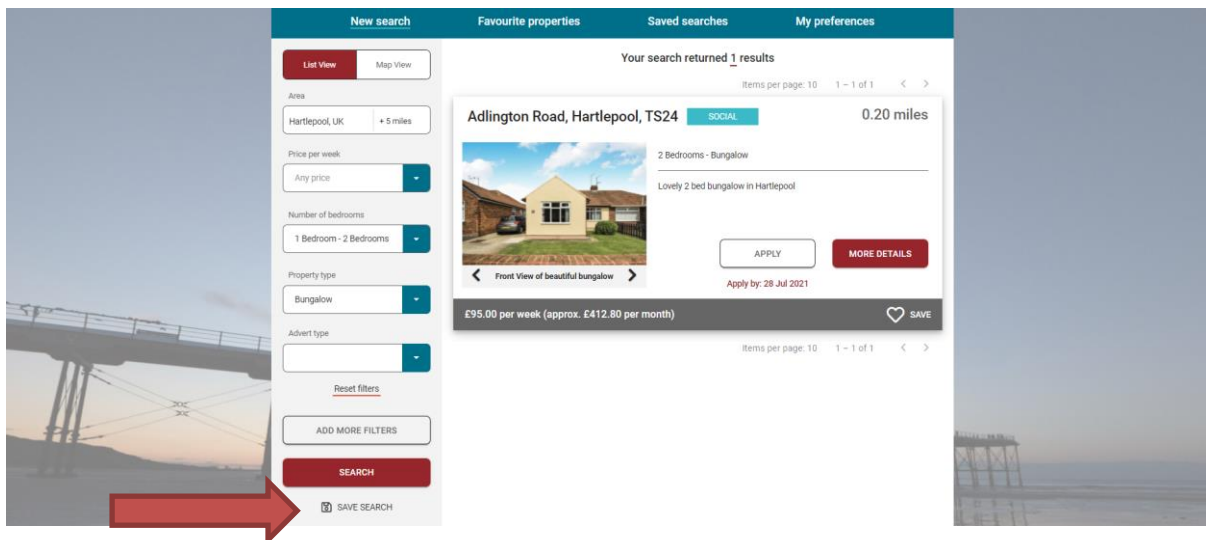 New search Favourite properties Saved searches My preferences
List View Map View
Area
Hartlepool, UK + 5 miles
Price per week
Any price
Number of bedrooms
1 Bedroom - 2 Bedrooms
Property type
Bungalow
Advert type
Reset filters
ADD MORE FILTERS
SEARCH
SAVE SEARCH
Your search returned 1 results
Items per page: 10 1 – 1 of 1
Adlington Road, Hartlepool, TS24 SOCIAL 0.20 miles
2 Bedrooms - Bungalow
Lovely 2 bed bungalow in Hartlepool
Front View of beautiful bungalow
APPLY MORE DETAILS
Apply by: 28 Jul 2021
£95.00 per week (approx. £412.80 per month) SAVE
Items per page: 10 1 – 1 of 1